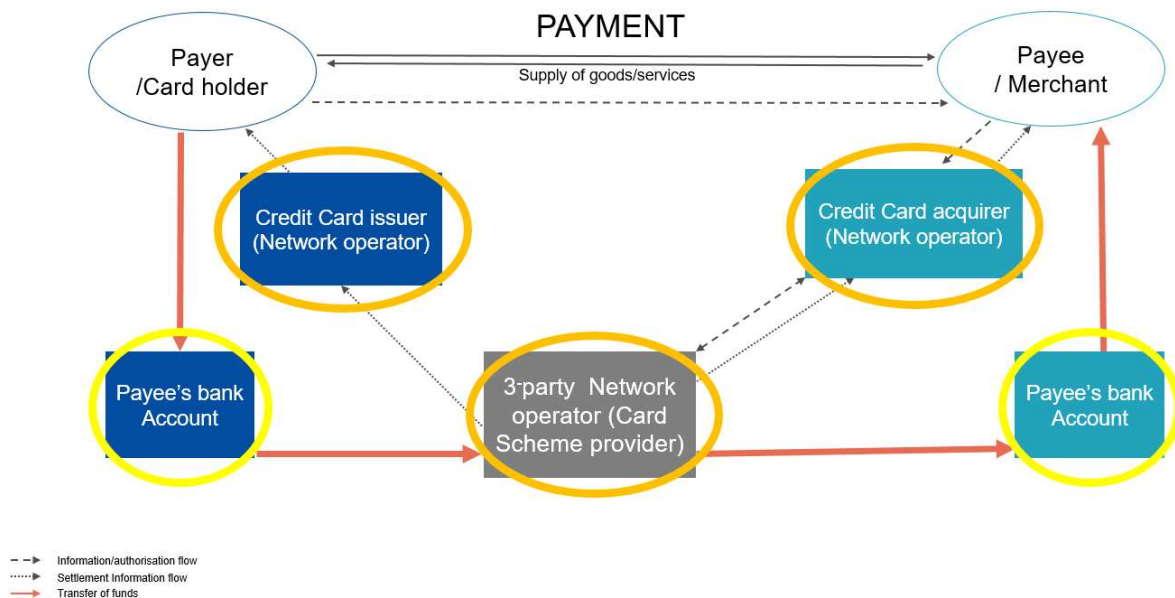 PAYMENT
Payer
/Card holder
Payee
/ Merchant
Supply of goods/services
Credit Card issuer
(Network operator)
Credit Card acquirer
(Network operator)
Payee's bank
Account
3-party Network
operator (Card
Scheme provider)
Payee's bank
Account
Information/authorisation flow
Settlement Information flow
Transfer of funds